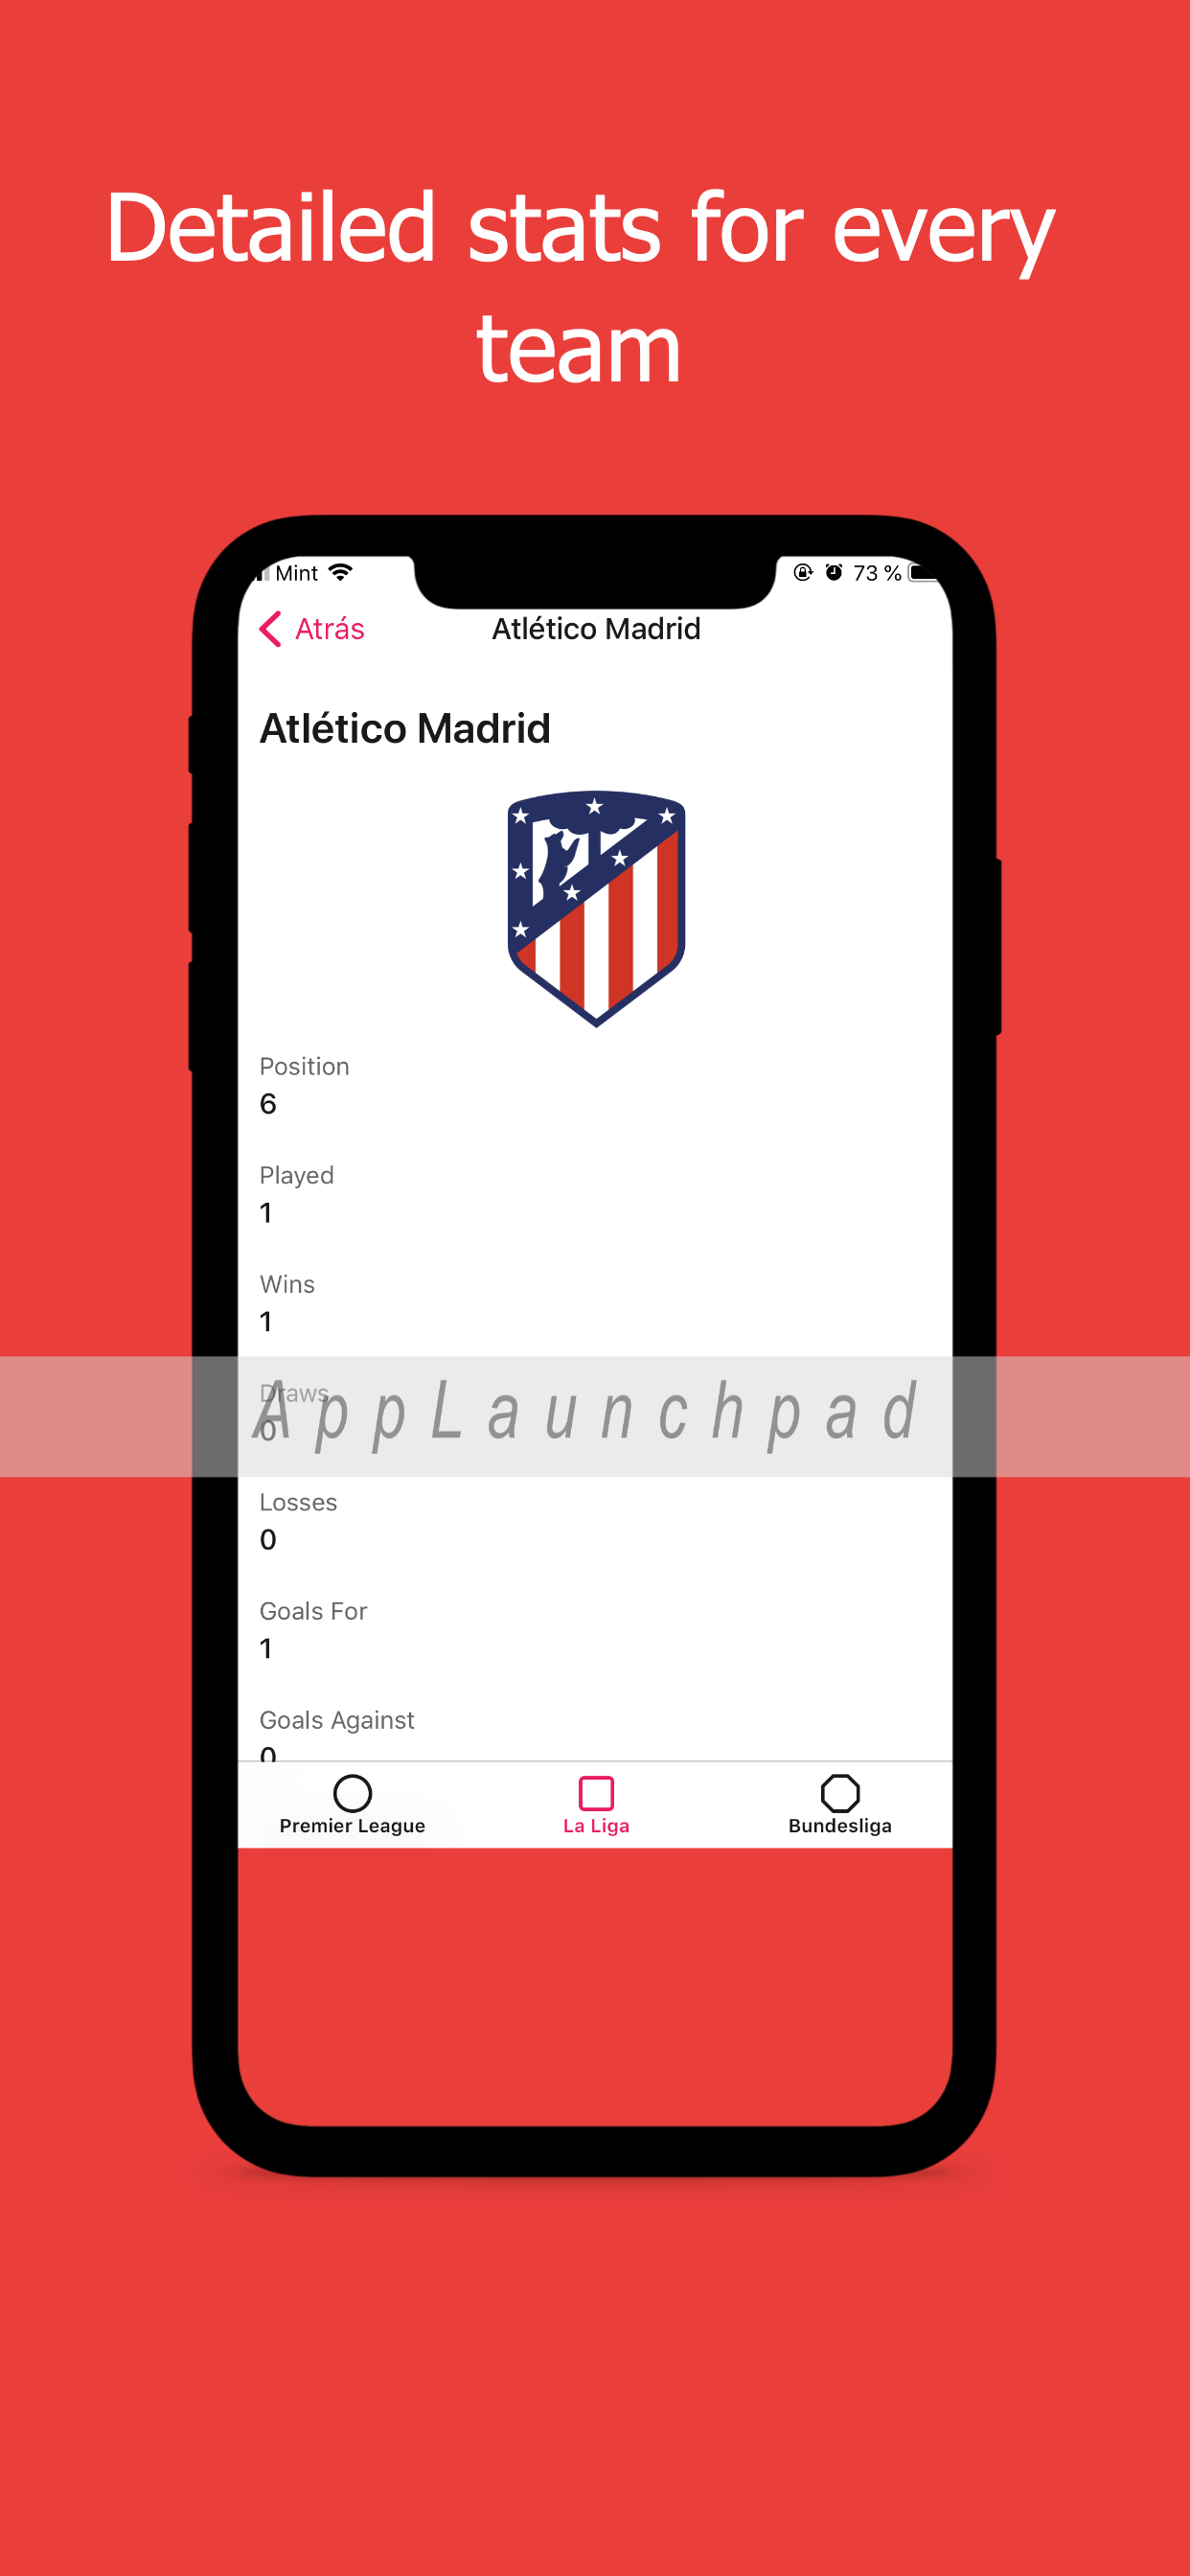 Detailed stats for every
team
Mint
73 %
Atrás
Atlético Madrid
Atlético Madrid
Position
6
Played
1
Wins
1
Draws
0
AppLaunchpad
Losses
0
Goals For
1
Goals Against
0
Premier League
La Liga
Bundesliga